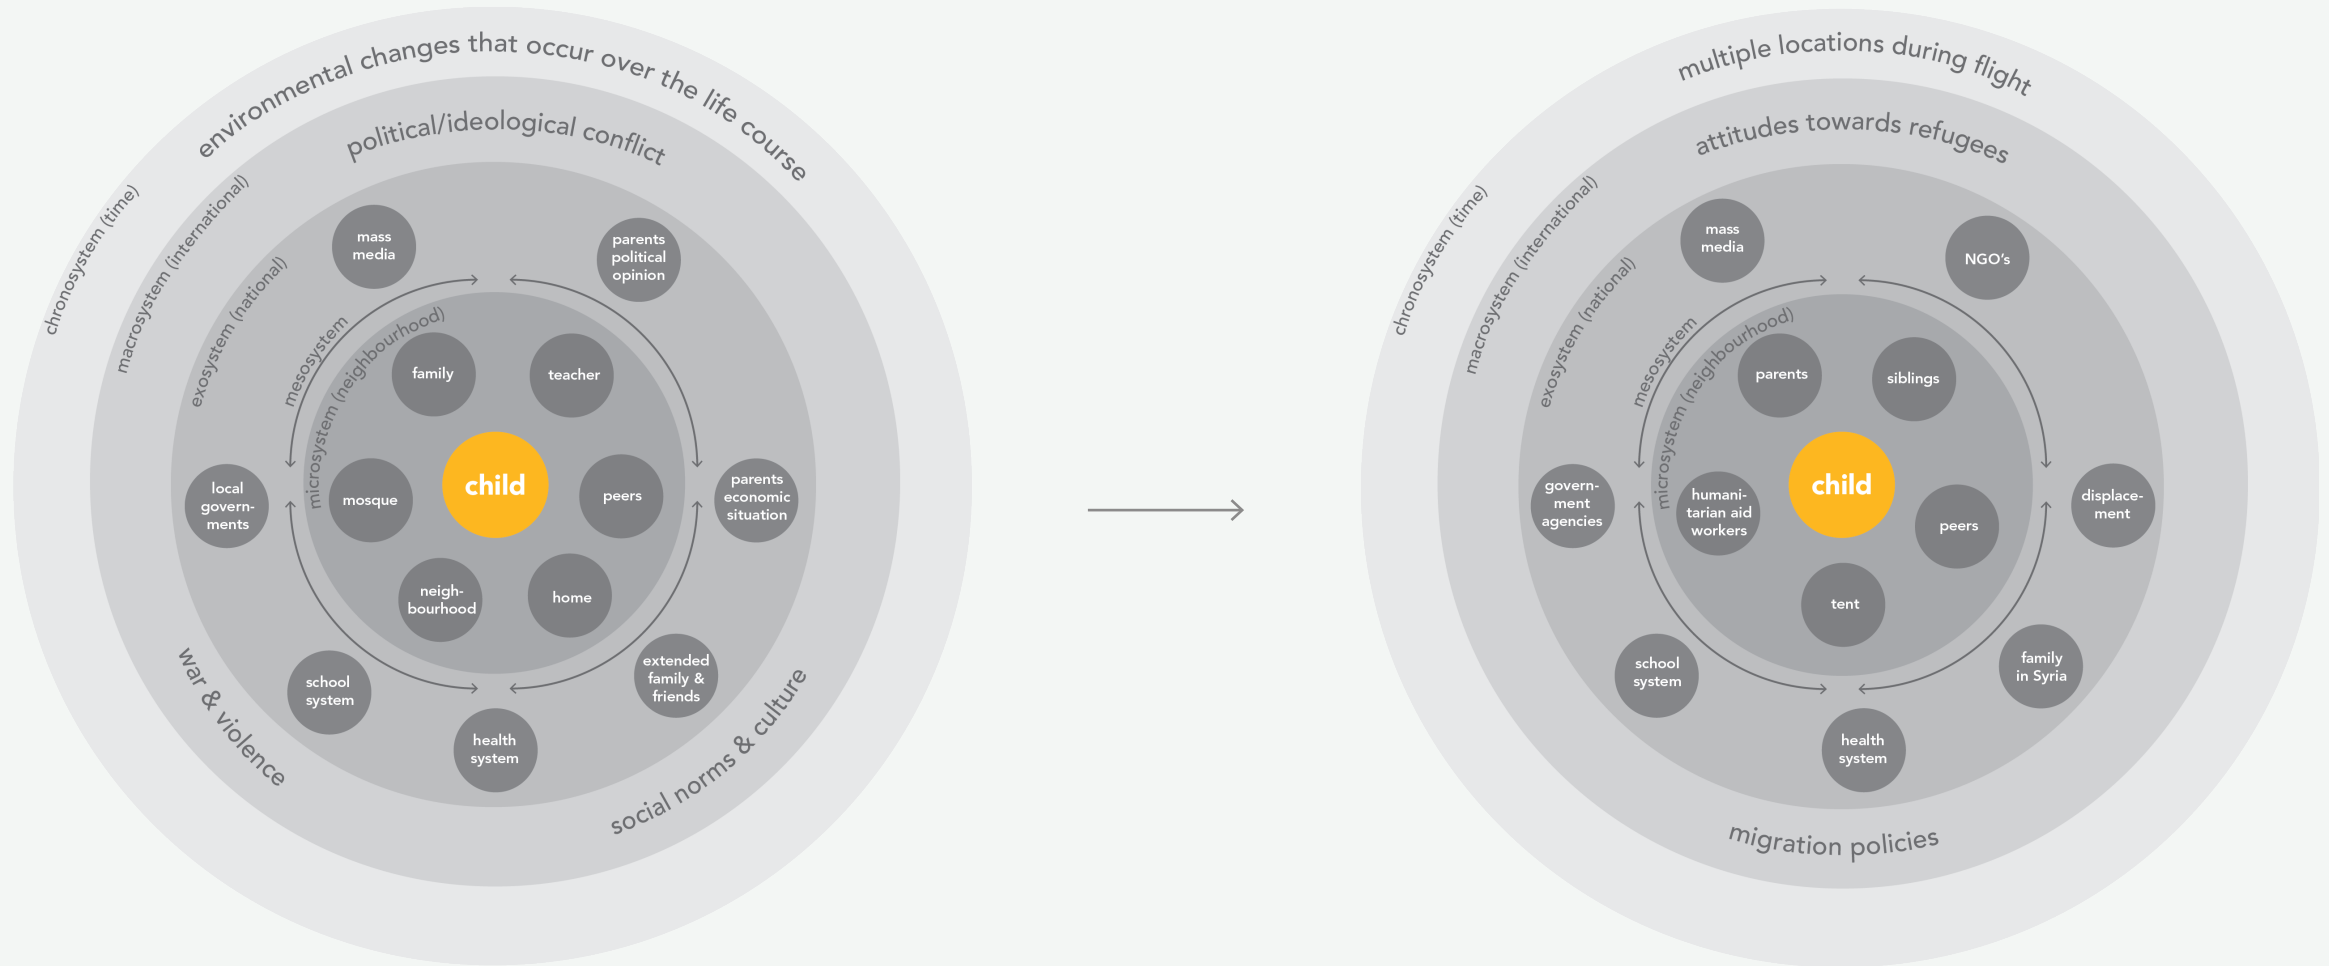 environmental changes that occur over the life course
political/ideological conflict
chronosystem (time)
macrosystem (international)
exosystem (national)
mesosystem
microsystem (neighbourhood)
mass
media
parents
political
opinion
family
teacher
child
mosque
peers
local
govern-
ments
parents
economic
situation
neigh-
bourhood
home
school
system
extended
family &
friends
health
system
war & violence
social norms & culture
multiple locations during flight
attitudes towards refugees
chronosystem (time)
macrosystem (international)
exosystem (national)
mesosystem
microsystem (neighbourhood)
mass
media
NGO's
parents
siblings
child
govern-
ment
agencies
humani-
tarian aid
workers
peers
displace-
ment
tent
school
system
family
in Syria
health
system
migration policies